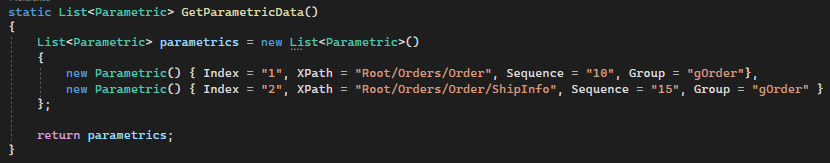 static List<Parametric> GetParametricData()
{
    List<Parametric> parametrics = new List<Parametric>()
    {
        new Parametric() { Index = "1", XPath = "Root/Orders/Order", Sequence = "10", Group = "gOrder"},
        new Parametric() { Index = "2", XPath = "Root/Orders/Order/ShipInfo", Sequence = "15", Group = "gOrder" }
    };

    return parametrics;
}